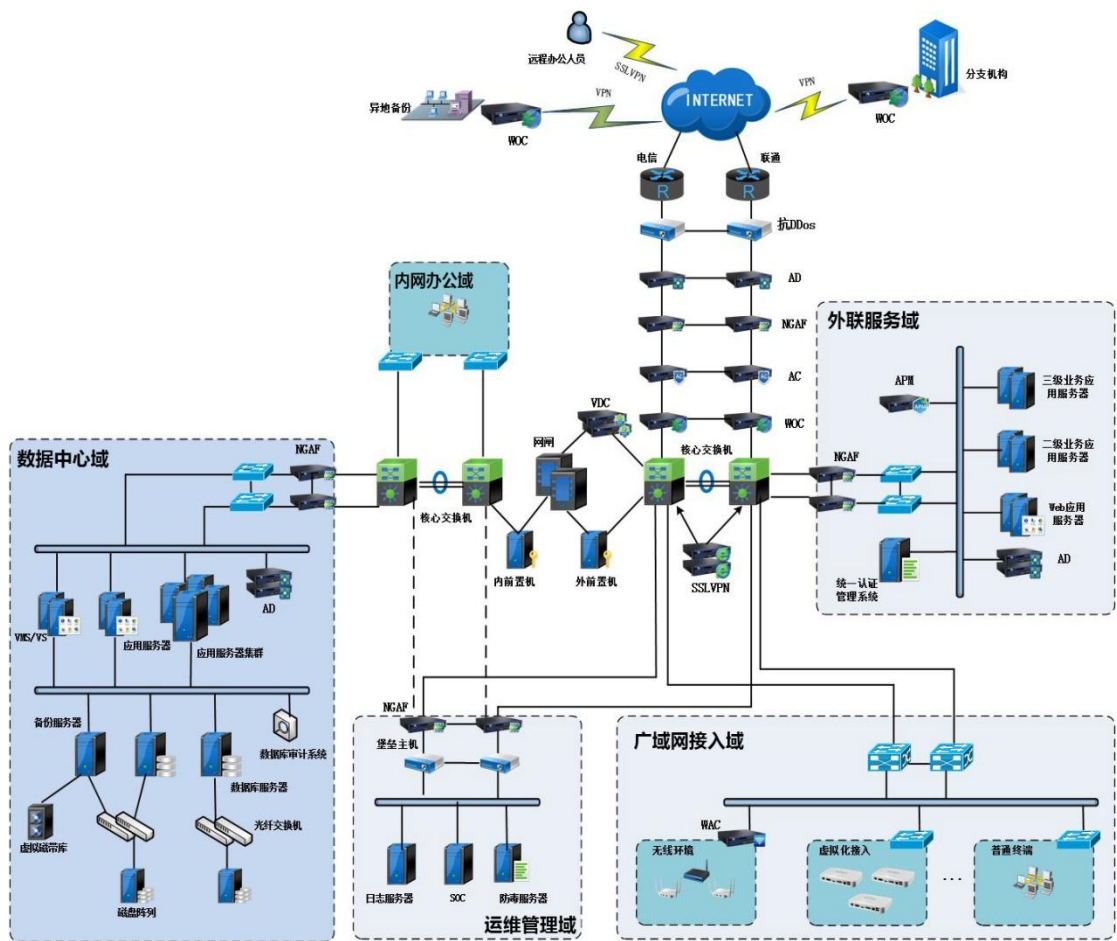 远程办公人员
SSLVPN
VPN
VPN
分支机构
异地备份
WOC
INTERNET
WOC
电信
联通
R
R
抗DDos
内网办公域
AD
外联服务域
NGAF
AC
AC
AC
APM
APM
三级业务应
用服务器
VDC
WOC
网闸
核心交换机
数据中心域
NGAF
NGAF
二级业务应
用服务器
核心交换机
Web应用
服务器
内前置机
外前置机
SSLVPN
统一认证
管理系统
AD
AD
VMS/VS
应用服务器
应用服务器集群
NGAF
备份服务器
堡垒主机
广域网接入域
数据库审计系统
数据库服务器
虚拟磁带库
光纤交换机
WAC
无线环境
虚拟化接入
普通终端
...
日志服务器
SOC
防毒服务器
磁盘阵列
运维管理域